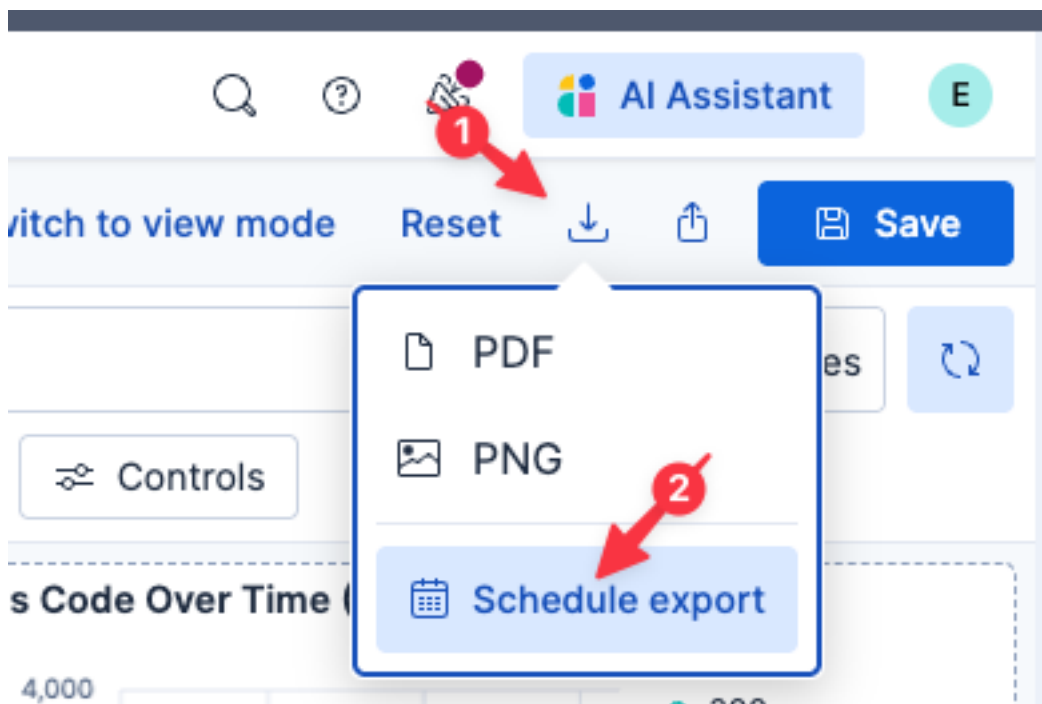 AI Assistant
E
1
vitch to view mode
Reset
Save
PDF
es
PNG
Controls
2
s Code Over Time (
Schedule export
4,000